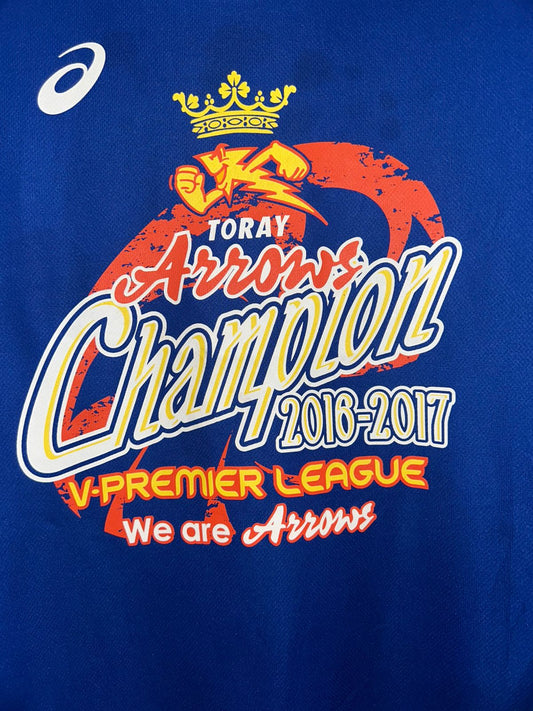 TORAY
Arrows
Champion
2016-2017
V•PREMIER LEAGUE
We are Arrows